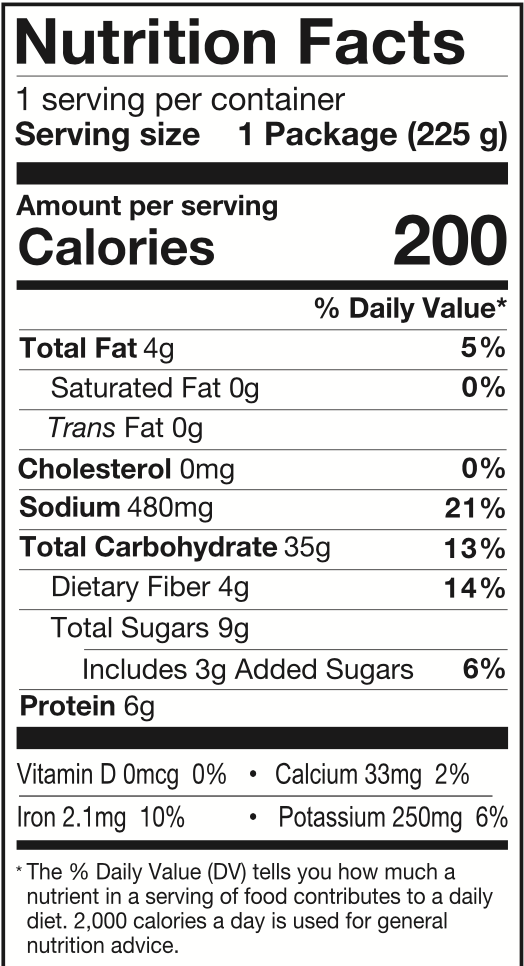 Nutrition Facts
1 serving per container
Serving size 1 Package (225 g)
Amount per serving
Calories 200
% Daily Value*
Total Fat 4g 5%
Saturated Fat 0g 0%
Trans Fat 0g
Cholesterol 0mg 0%
Sodium 480mg 21%
Total Carbohydrate 35g 13%
Dietary Fiber 4g 14%
Total Sugars 9g
Includes 3g Added Sugars 6%
Protein 6g
Vitamin D 0mcg 0% • Calcium 33mg 2%
Iron 2.1mg 10% • Potassium 250mg 6%
* The % Daily Value (DV) tells you how much a
nutrient in a serving of food contributes to a daily
diet. 2,000 calories a day is used for general
nutrition advice.